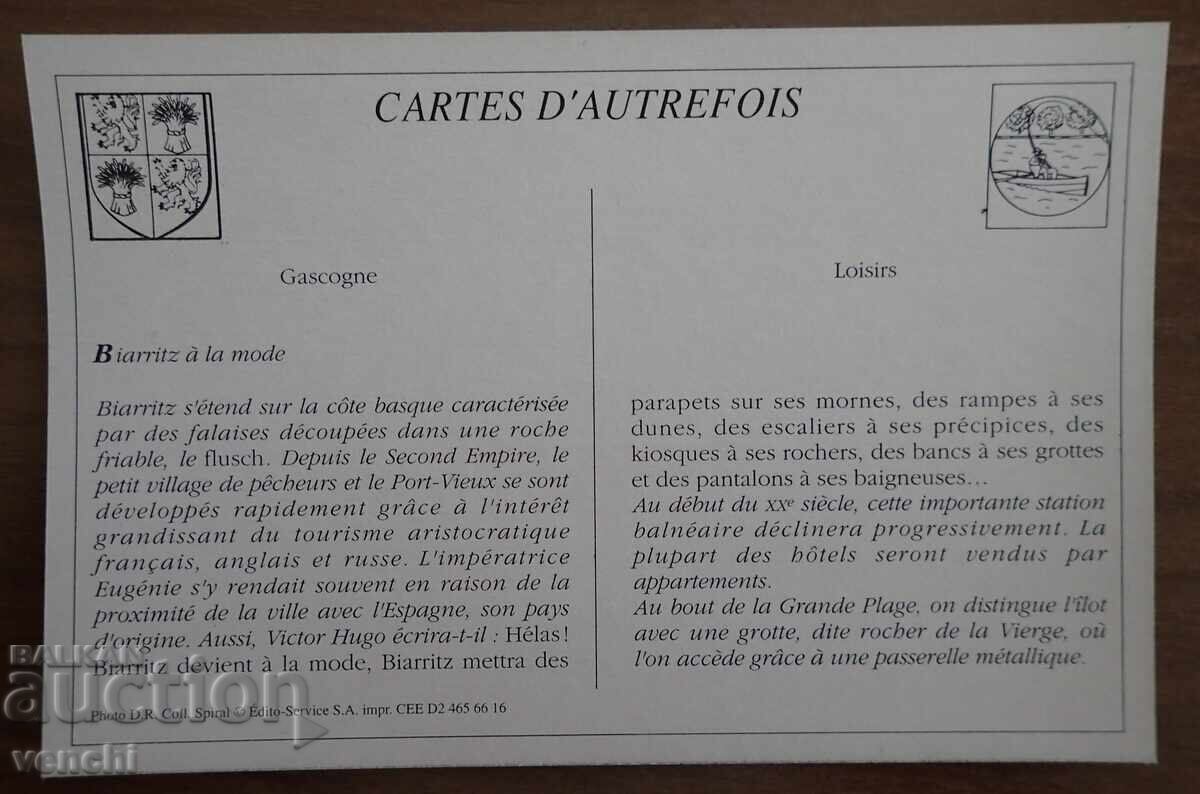 CARTES D'AUTREFOIS
Gascogne
Biarritz à la mode
Biarritz s'étend sur la côte basque caractérisée
par des falaises découpées dans une roche
friable, le flusch. Depuis le Second Empire, le
petit village de pêcheurs et le Port-Vieux se sont
développés rapidement grâce à l'intérêt
grandissant du tourisme aristocratique
français, anglais et russe. L'impératrice
Eugénie s'y rendait souvent en raison de la
proximité de la ville avec l'Espagne, son pays
d'origine. Aussi, Victor Hugo écrira-t-il : Hélas!
Biarritz devient à la mode, Biarritz mettra des
Loisirs
parapets sur ses mornes, des rampes à ses
dunes, des escaliers à ses précipices, des
kiosques à ses rochers, des bancs à ses grottes
et des pantalons à ses baigneuses...
Au début du XXe siècle, cette importante station
balnéaire déclinera progressivement. La
plupart des hôtels seront vendus par
appartements.
Au bout de la Grande Plage, on distingue l'îlot
avec une grotte, dite rocher de la Vierge, où
l'on accède grâce à une passerelle métallique.
Photo D.R. Coll. Spiral © Édito-Service S.A. impr. CEE D2 465 66 16
BALKAN
auction
venchi